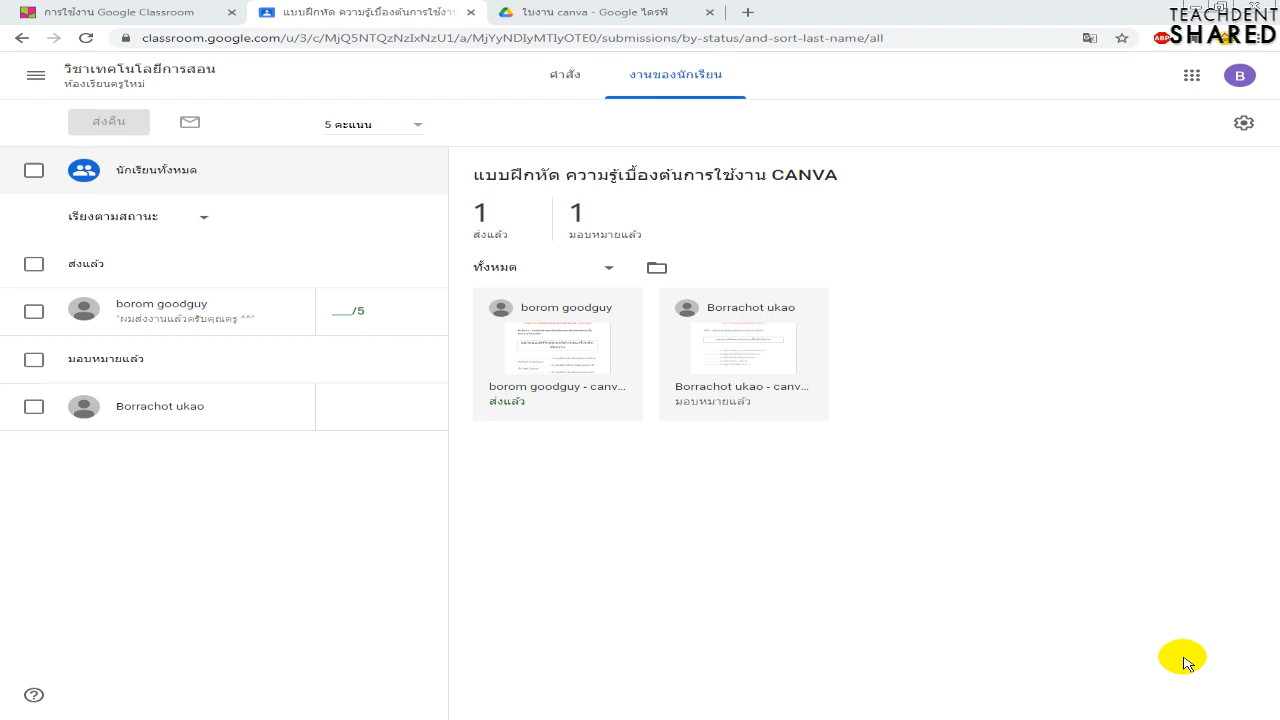 การใช้งาน Google Classroom
แบบฝึกหัด ความรู้เบื้องต้นการใช้งา
ใบงาน canva - Google ไดรฟ์
TEACHDENT
SHARED
classroom.google.com/u/3/c/MjQ5NTQzNzIxNzU1/a/MjYyNDIyMTIyOTE0/submissions/by-status/and-sort-last-name/all
ABP
วิชาเทคโนโลยีการสอน
ห้องเรียนครูใหม่
คำสั่ง
งานของนักเรียน
B
ส่งคืน
5 คะแนน
นักเรียนทั้งหมด
เรียงตามสถานะ
ส่งแล้ว
borom goodguy
"ผมส่งงานแล้วครับคุณครู ^^"
___/5
มอบหมายแล้ว
Borrachot ukao
แบบฝึกหัด ความรู้เบื้องต้นการใช้งาน CANVA
1
ส่งแล้ว
1
มอบหมายแล้ว
ทั้งหมด
borom goodguy
borom goodguy - canv...
ส่งแล้ว
Borrachot ukao
Borrachot ukao - canv...
มอบหมายแล้ว